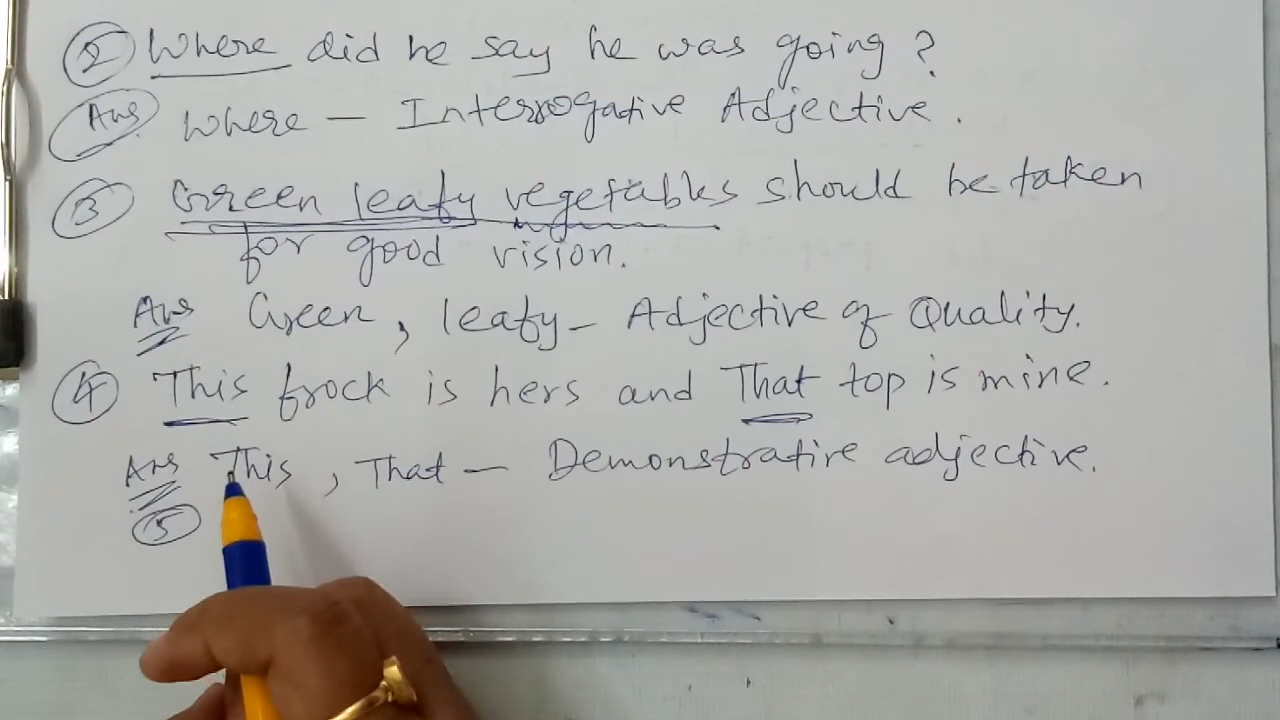 2 Where did he say he was going?
Ans Where - Interrogative Adjective.
3 Green leafy vegetables should be taken
for good vision.
Ans Green, leafy - Adjective of Quality.
4 This frock is hers and That top is mine.
Ans This, That - Demonstrative adjective.
5